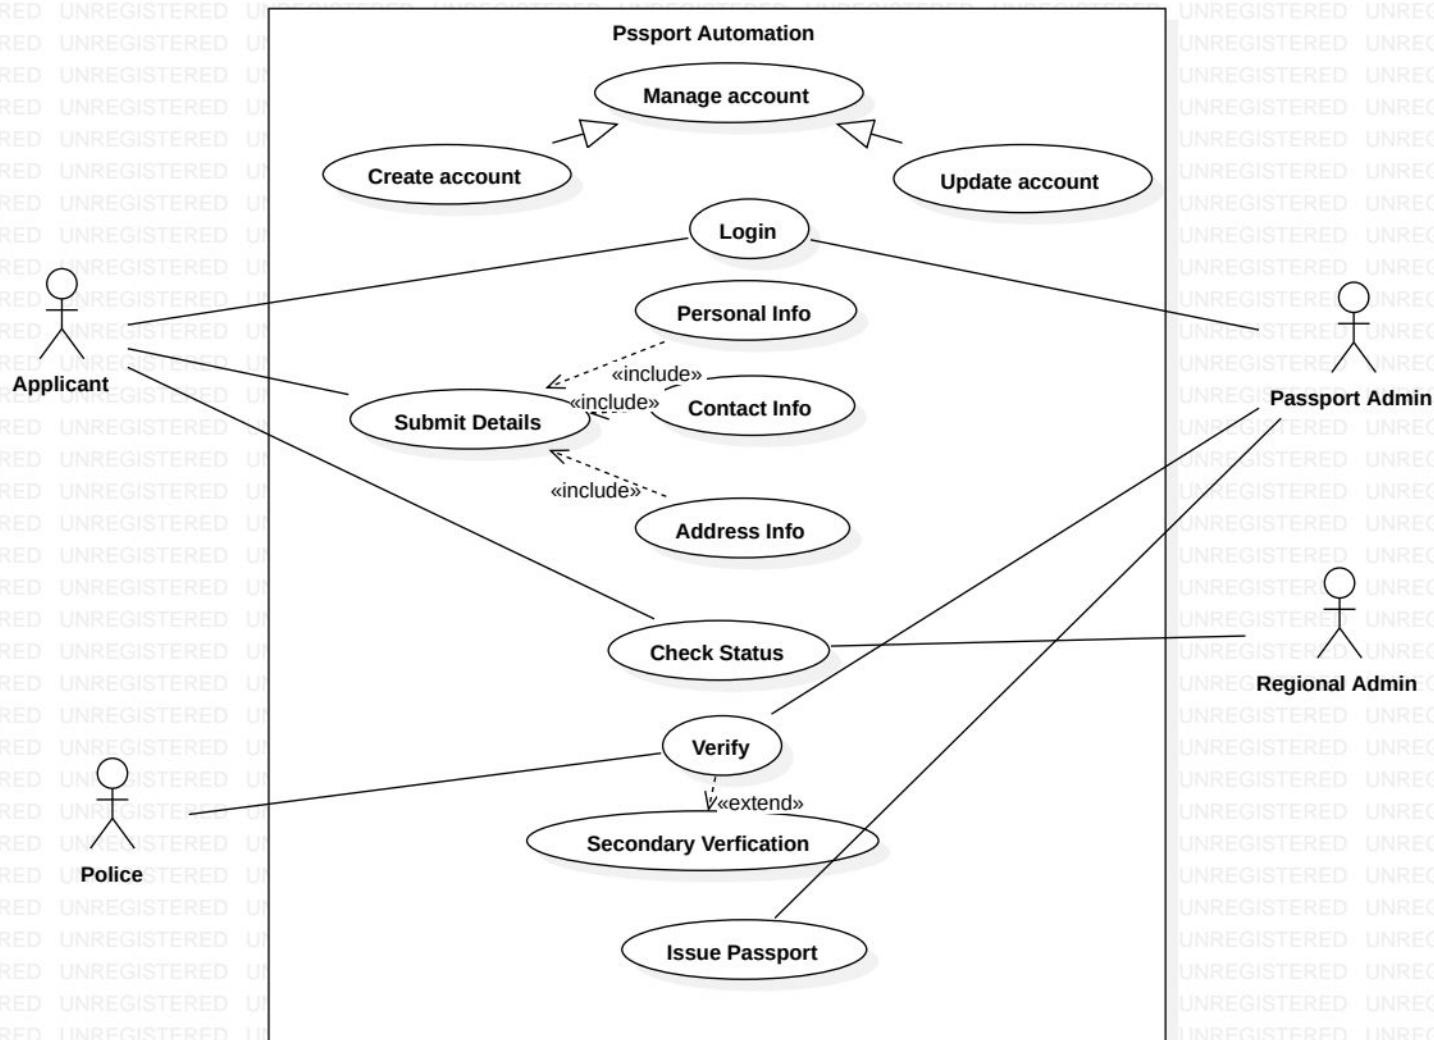 Pssport Automation
Manage account
Create account
Update account
Login
Personal Info
«include»
Applicant
Passport Admin
«include»
Contact Info
Submit Details
«include»
Address Info
Check Status
Regional Admin
Verify
«extend»
Secondary Verfication
Police
Issue Passport
UNREGISTERED